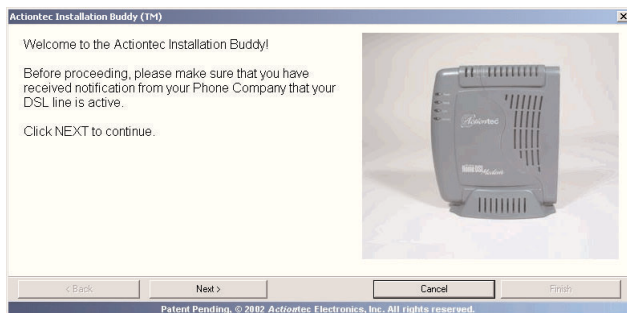 Actiontec Installation Buddy (TM)
Welcome to the Actiontec Installation Buddy!
Before proceeding, please make sure that you have
received notification from your Phone Company that your
DSL line is active.
Click NEXT to continue.
Actiontec
< Back
Next >
Cancel
Finish
Patent Pending, © 2002 Actiontec Electronics, Inc. All rights reserved.